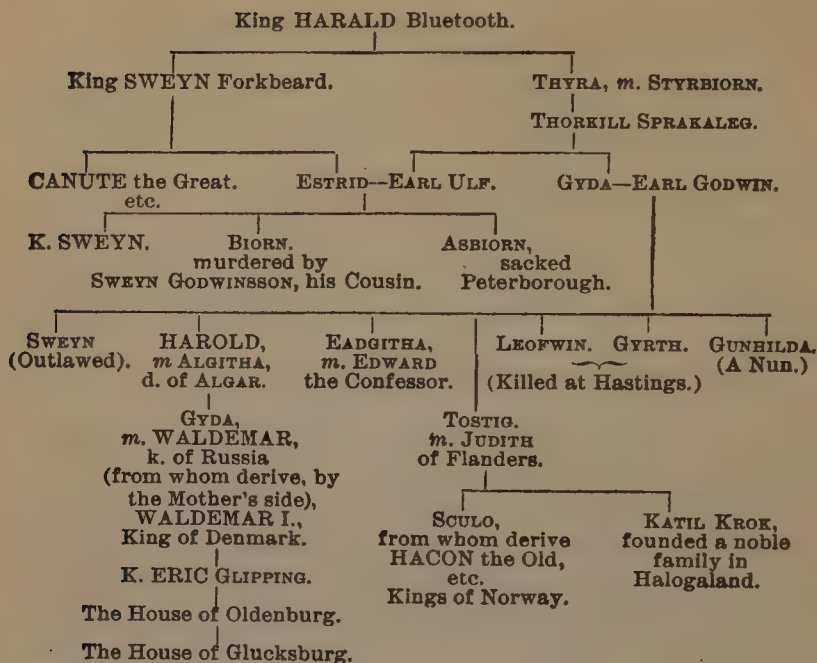 King HARALD Bluetooth.
King SWEYN Forkbeard.
THYRA, m. STYRBIORN.
THORKILL SPRAKALEG.
CANUTE the Great.
etc.
ESTRID—EARL ULF.
GYDA—EARL GODWIN.
K. SWEYN.
BIORN.
murdered by
SWEYN GODWINSSON, his Cousin.
ASBIORN,
sacked
Peterborough.
SWEYN
(Outlawed).
HAROLD,
m ALGITHA,
d. of ALGAR.
EADGITHA,
m. EDWARD
the Confessor.
LEOFWIN. GYRTH.
(Killed at Hastings.)
GUNHILDA.
(A Nun.)
GYDA,
m. WALDEMAR,
k. of Russia
(from whom derive, by
the Mother's side),
WALDEMAR I.,
King of Denmark.
K. ERIC GLIPPING.
The House of Oldenburg.
The House of Glucksburg.
TOSTIG.
m. JUDITH
of Flanders.
SCULO,
from whom derive
HACON the Old,
etc.
Kings of Norway.
KATIL KROK,
founded a noble
family in
Halogaland.